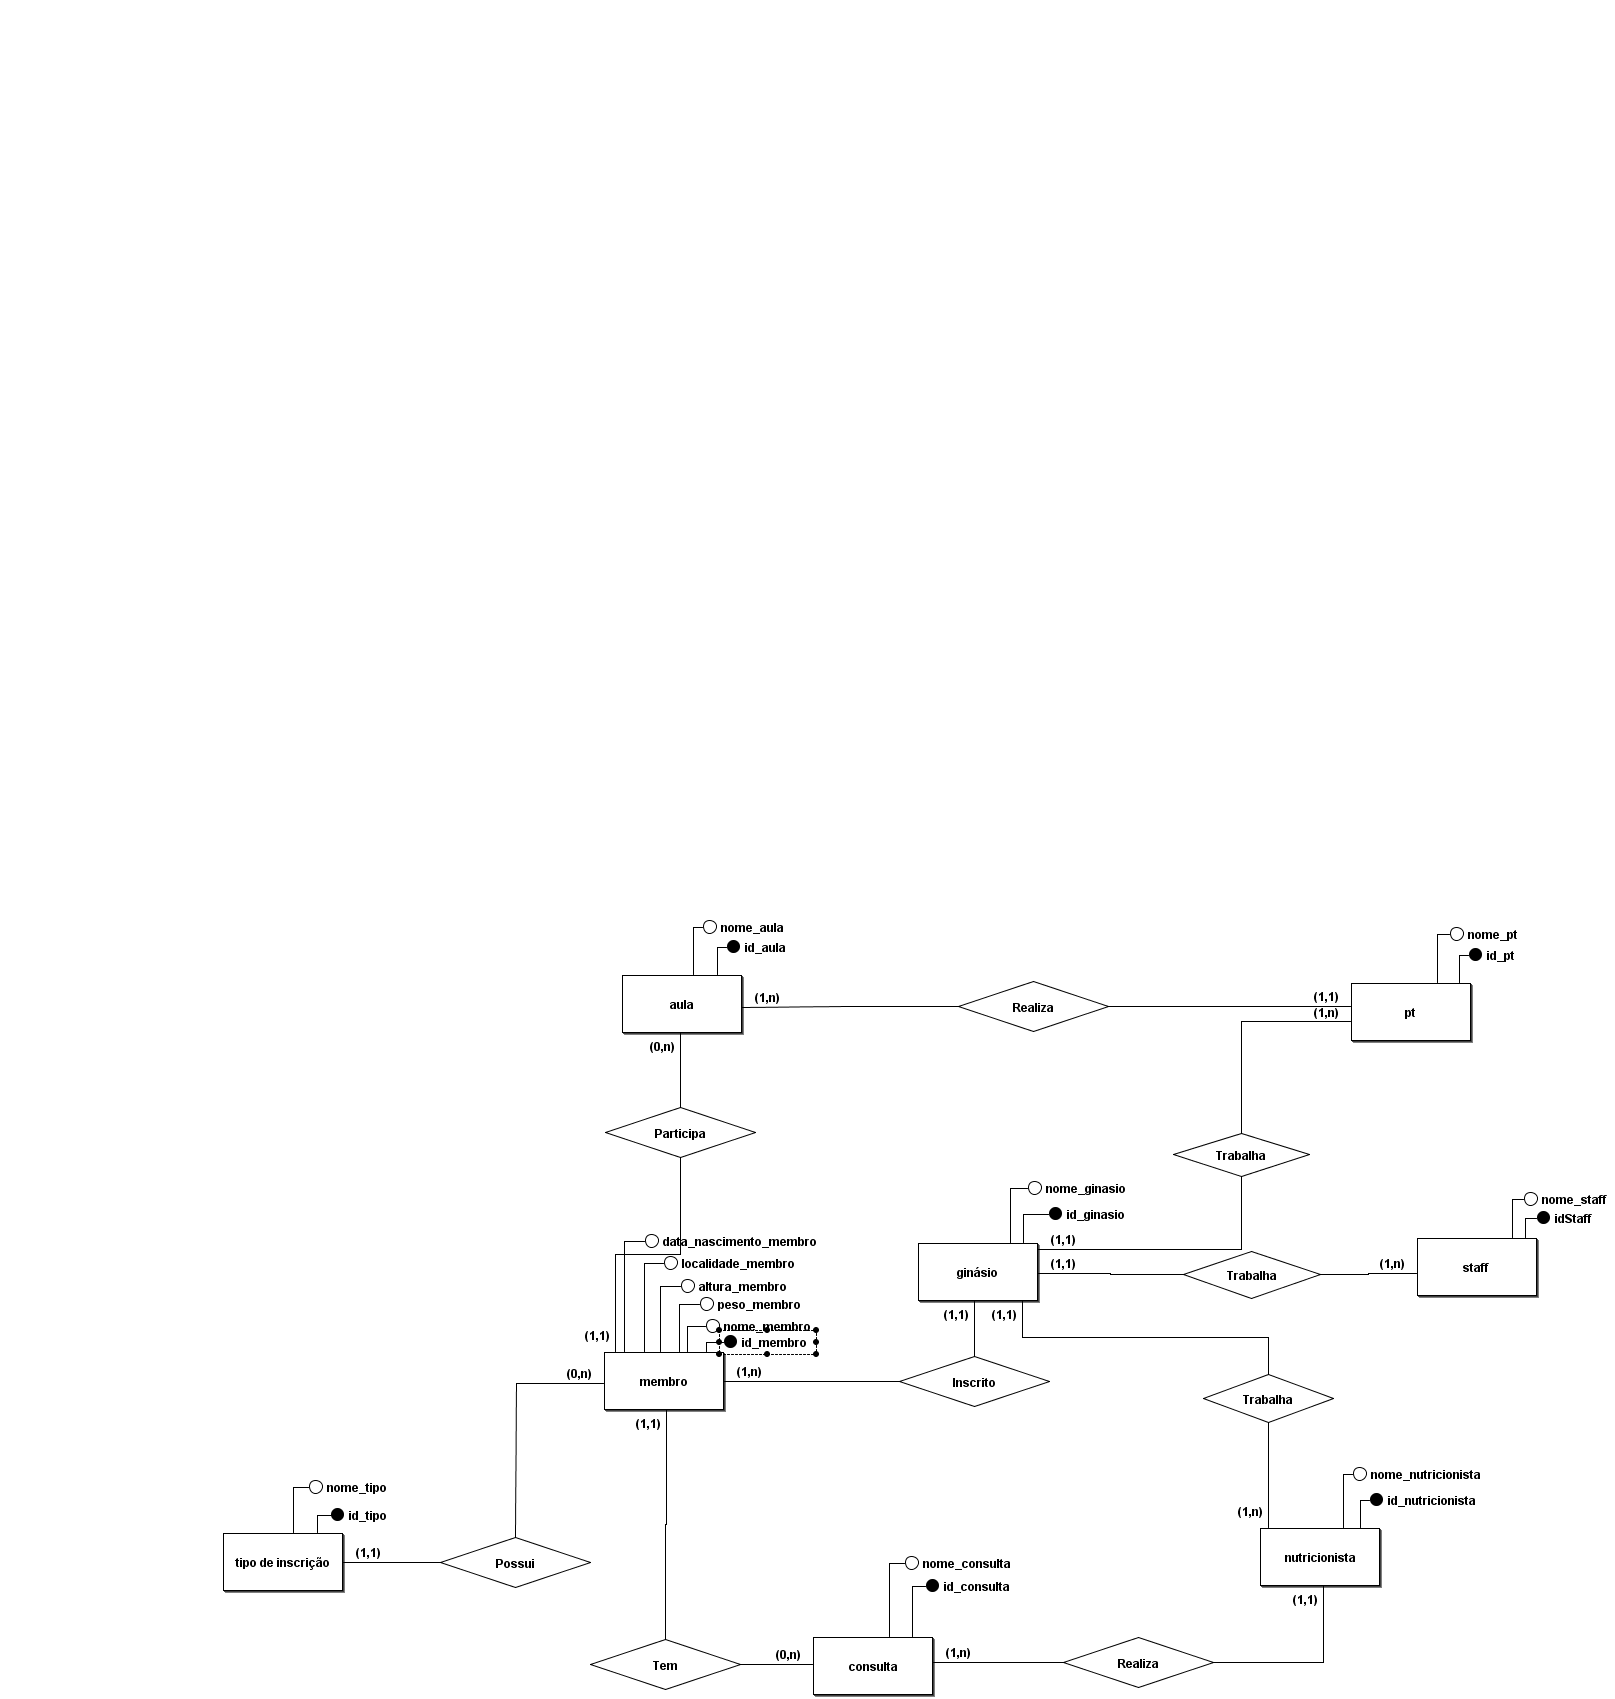 nome_aula
id_aula
aula
(1,n)
Realiza
(1,1)
(1,n)
nome_pt
id_pt
pt
(0,n)
Participa
Trabalha
nome_ginasio
id_ginasio
ginásio
(1,1)
(1,1)
Trabalha
(1,n)
nome_staff
idStaff
staff
(1,1)
(1,1)
data_nascimento_membro
localidade_membro
altura_membro
peso_membro
nome_membro
id_membro
(1,1)
membro
(0,n)
(1,n)
Inscrito
(1,1)
Trabalha
(1,n)
nome_nutricionista
id_nutricionista
nutricionista
(1,1)
nome_tipo
id_tipo
tipo de inscrição
(1,1)
Possui
nome_consulta
id_consulta
consulta
Tem
(0,n)
(1,n)
Realiza